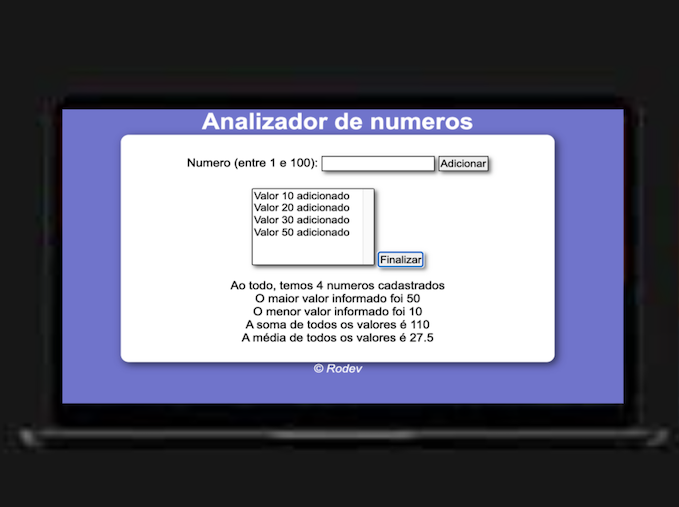 Analizador de numeros
Numero (entre 1 e 100): Adicionar
Valor 10 adicionado
Valor 20 adicionado
Valor 30 adicionado
Valor 50 adicionado
Finalizar
Ao todo, temos 4 numeros cadastrados
O maior valor informado foi 50
O menor valor informado foi 10
A soma de todos os valores é 110
A média de todos os valores é 27.5
© Rodev